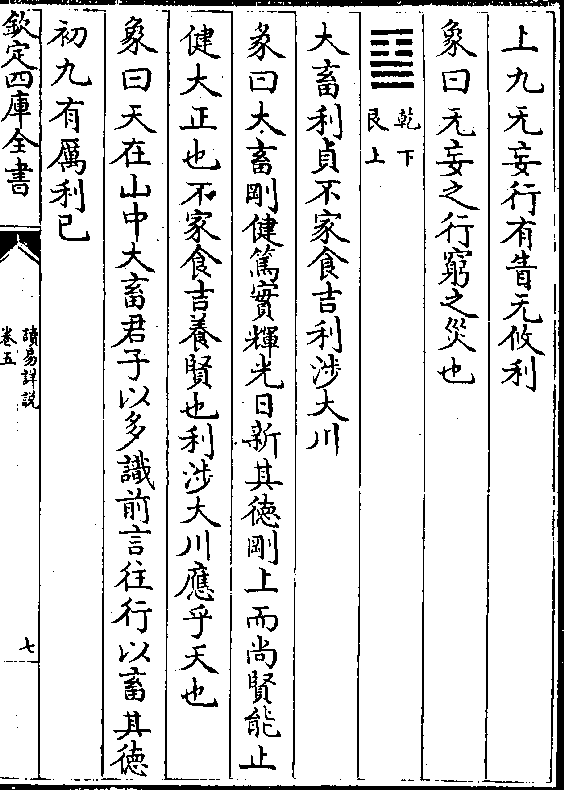 上九无妄行有眚无攸利
象曰无妄之行窮之災也
乾下
艮上
大畜利貞不家食吉利涉大川
彖曰大畜剛健篤實輝光日新其德剛上而尚賢能止
健大正也不家食吉養賢也利涉大川應乎天也
象曰天在山中大畜君子以多識前言往行以畜其德
初九有厲利已
欽定四庫全書
讀易詳説
卷五
七